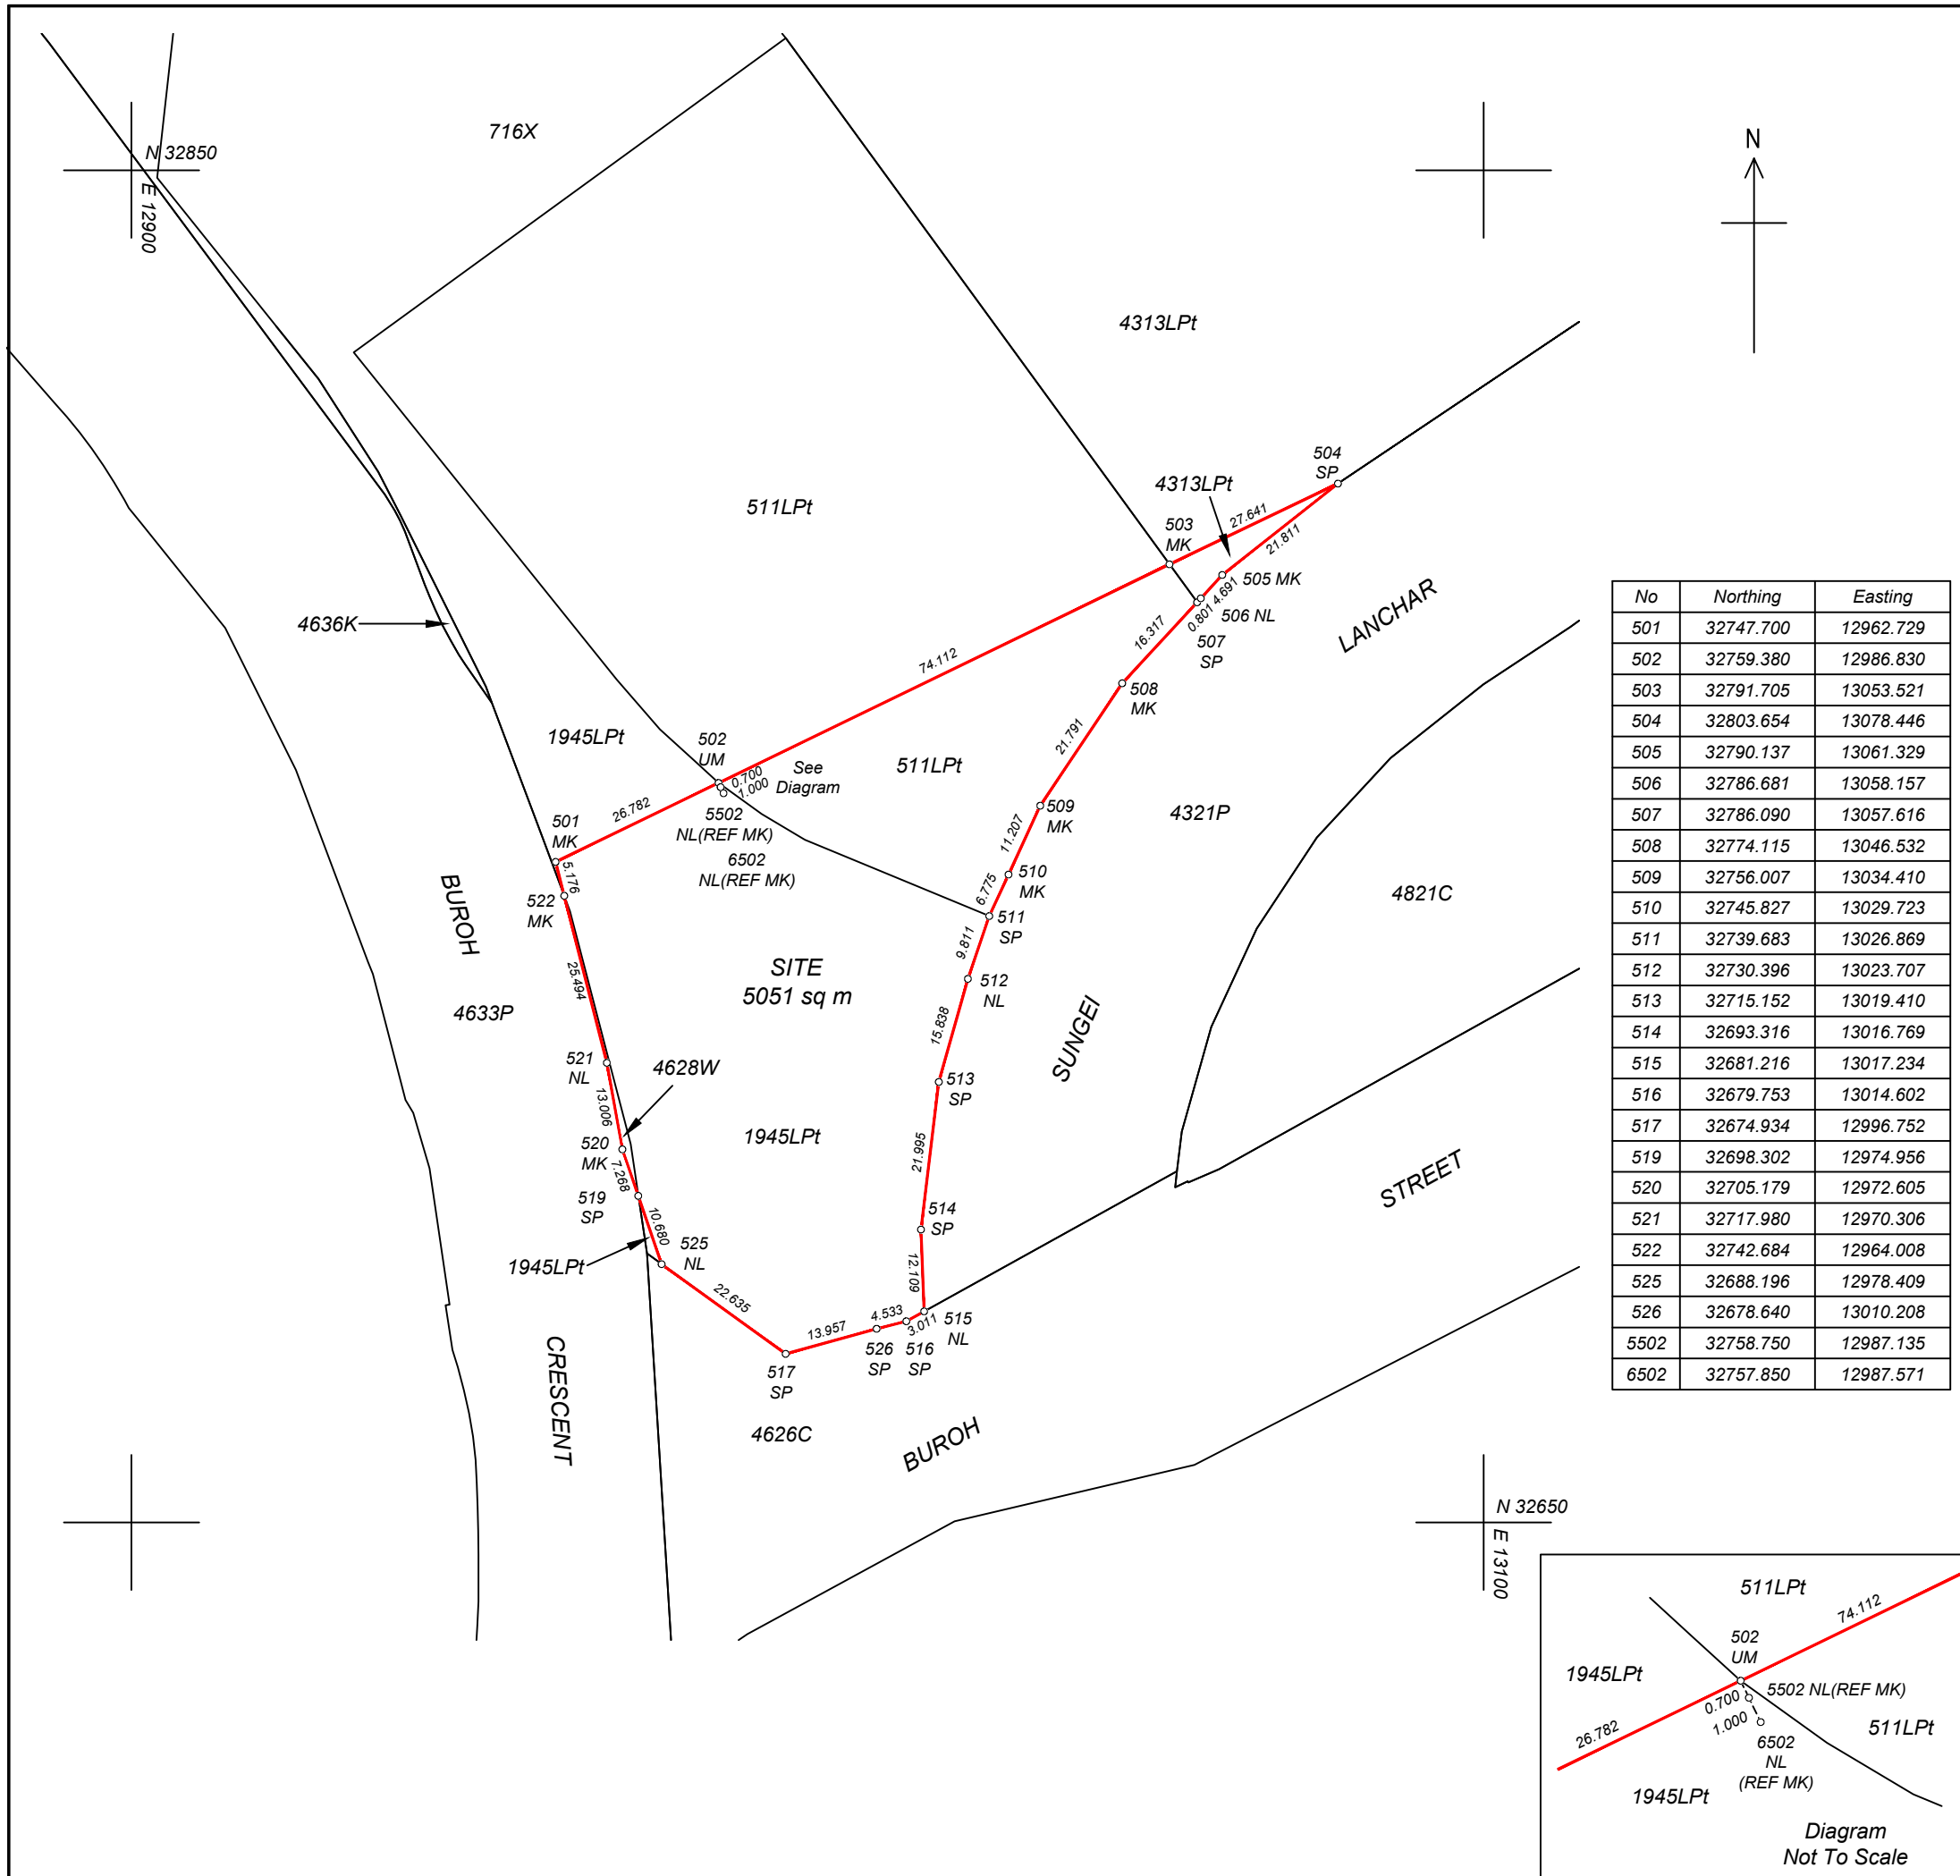 716X
N 32850
E 12900
N
4313LPt
504
SP
4313LPt
27.641
503
MK
21.811
511LPt
505 MK
4.691
0.801
506 NL
507
SP
16.317
LANCHAR
4636K
74.112
508
MK
No Northing Easting
501 32747.700 12962.729
502 32759.380 12986.830
503 32791.705 13053.521
504 32803.654 13078.446
505 32790.137 13061.329
506 32786.681 13058.157
507 32786.090 13057.616
508 32774.115 13046.532
509 32756.007 13034.410
510 32745.827 13029.723
511 32739.683 13026.869
512 32730.396 13023.707
513 32715.152 13019.410
514 32693.316 13016.769
515 32681.216 13017.234
516 32679.753 13014.602
517 32674.934 12996.752
519 32698.302 12974.956
520 32705.179 12972.605
521 32717.980 12970.306
522 32742.684 12964.008
525 32688.196 12978.409
526 32678.640 13010.208
5502 32758.750 12987.135
6502 32757.850 12987.571
1945LPt
502
UM
0.700
1.000
See
Diagram
511LPt
21.791
26.782
5502
NL(REF MK)
6502
NL(REF MK)
509
MK
4321P
501
MK
5.176
522
MK
11.207
510
MK
6.775
511
SP
4821C
BUROH
4633P
25.494
SITE
5051 sq m
9.811
512
NL
15.838
SUNGEI
521
NL
4628W
13.006
513
SP
520
MK
1945LPt
21.995
7.268
519
SP
10.680
STREET
514
SP
525
NL
1945LPt
12.109
22.635
13.957
4.533
3.011
515
NL
526
SP
516
SP
517
SP
CRESCENT
4626C
BUROH
N 32650
E 13100
511LPt
74.112
502
UM
1945LPt
5502 NL(REF MK)
0.700
1.000
26.782
511LPt
6502
NL
(REF MK)
1945LPt
Diagram
Not To Scale